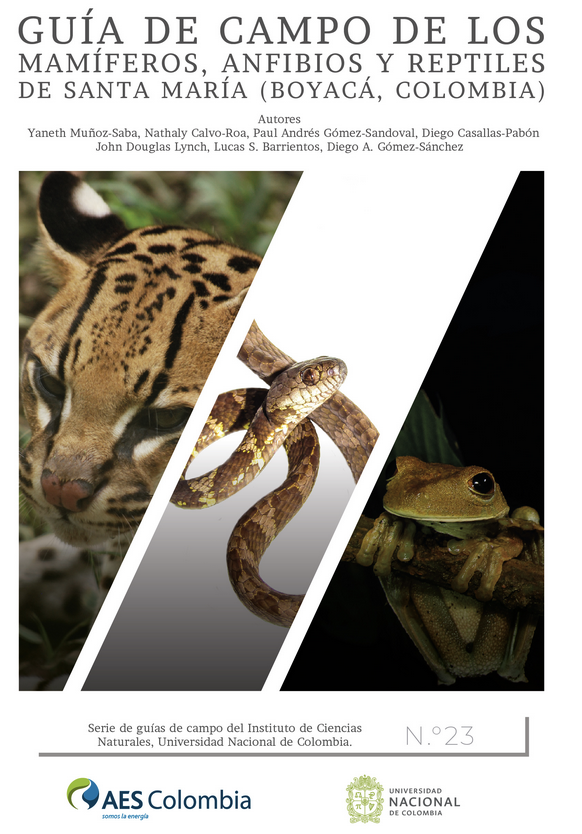 GUÍA DE CAMPO DE LOS
MAMÍFEROS, ANFIBIOS Y REPTILES
DE SANTA MARÍA (BOYACÁ, COLOMBIA)
Autores
Yaneth Muñoz-Saba, Nathaly Calvo-Roa, Paul Andrés Gómez-Sandoval, Diego Casallas-Pabón
John Douglas Lynch, Lucas S. Barrientos, Diego A. Gómez-Sánchez
Serie de guías de campo del Instituto de Ciencias
Naturales, Universidad Nacional de Colombia.
N.º23
AES Colombia
somos la energía
UNIVERSIDAD
NACIONAL
DE COLOMBIA